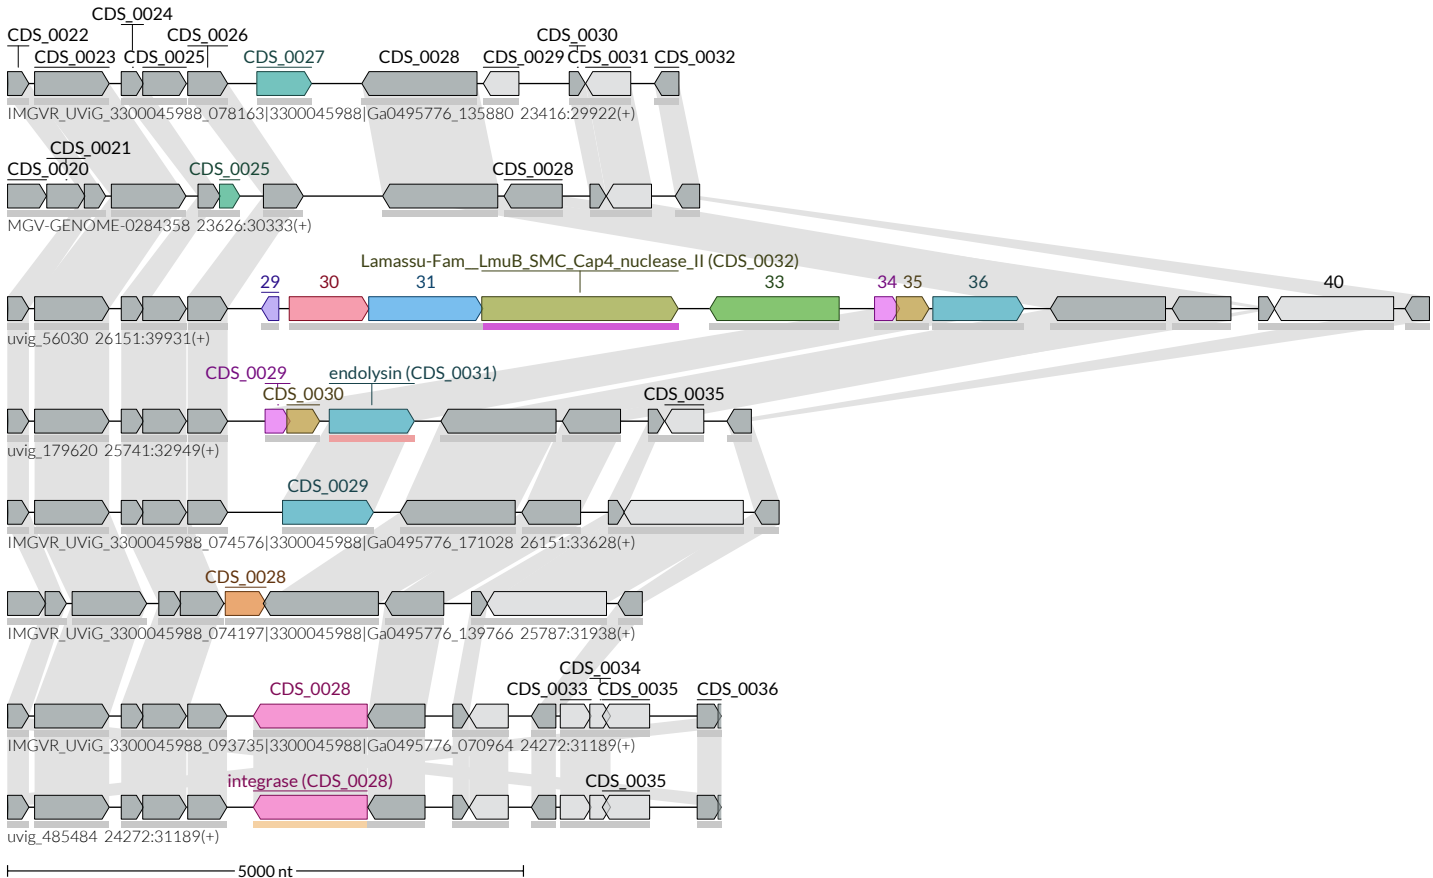 CDS_0024
CDS_0022 CDS_0026 CDS_0030
CDS_0023 CDS_0025 CDS_0027 CDS_0028 CDS_0029 CDS_0031 CDS_0032
IMGVR_UViG_3300045988_078163|3300045988|Ga0495776_135880 23416:29922(+)
CDS_0021
CDS_0020 CDS_0025 CDS_0028
MGV-GENOME-0284358 23626:30333(+)
Lamassu-Fam__LmuB_SMC_Cap4_nuclease_II (CDS_0032)
29 30 31 33 34 35 36 40
uvig_56030 26151:39931(+)
CDS_0029 endolysin (CDS_0031)
CDS_0030 CDS_0035
uvig_179620 25741:32949(+)
CDS_0029
IMGVR_UViG_3300045988_074576|3300045988|Ga0495776_171028 26151:33628(+)
CDS_0028
IMGVR_UViG_3300045988_074197|3300045988|Ga0495776_139766 25787:31938(+)
CDS_0034
CDS_0028 CDS_0033 CDS_0035 CDS_0036
IMGVR_UViG_3300045988_093735|3300045988|Ga0495776_070964 24272:31189(+)
integrase (CDS_0028) CDS_0035
uvig_485484 24272:31189(+)
5000 nt